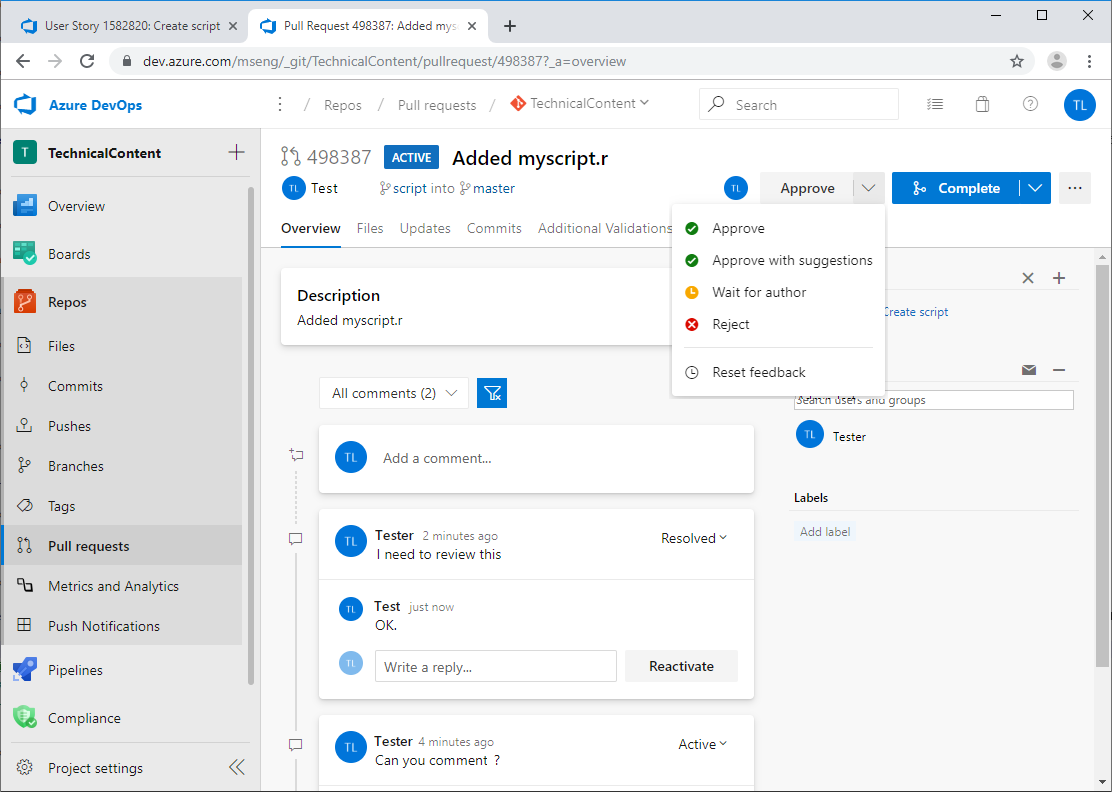 User Story 1582820: Create script
Pull Request 498387: Added mys
dev.azure.com/mseng/_git/TechnicalContent/pullrequest/498387?_a=overview
Azure DevOps
/ Repos / Pull requests / TechnicalContent
Search
TL
T TechnicalContent
Overview
Boards
Repos
Files
Commits
Pushes
Branches
Tags
Pull requests
Metrics and Analytics
Push Notifications
Pipelines
Compliance
Project settings
498387 ACTIVE Added myscript.r
TL Test script into master
TL Approve Complete
Overview Files Updates Commits Additional Validations
Approve
Approve with suggestions
Wait for author
Reject
Reset feedback
Description
Added myscript.r
Create script
Search users and groups
TL Tester
Labels
Add label
All comments (2)
TL Add a comment...
TL Tester 2 minutes ago Resolved
I need to review this
TL Test just now
OK.
TL Write a reply... Reactivate
TL Tester 4 minutes ago Active
Can you comment ?